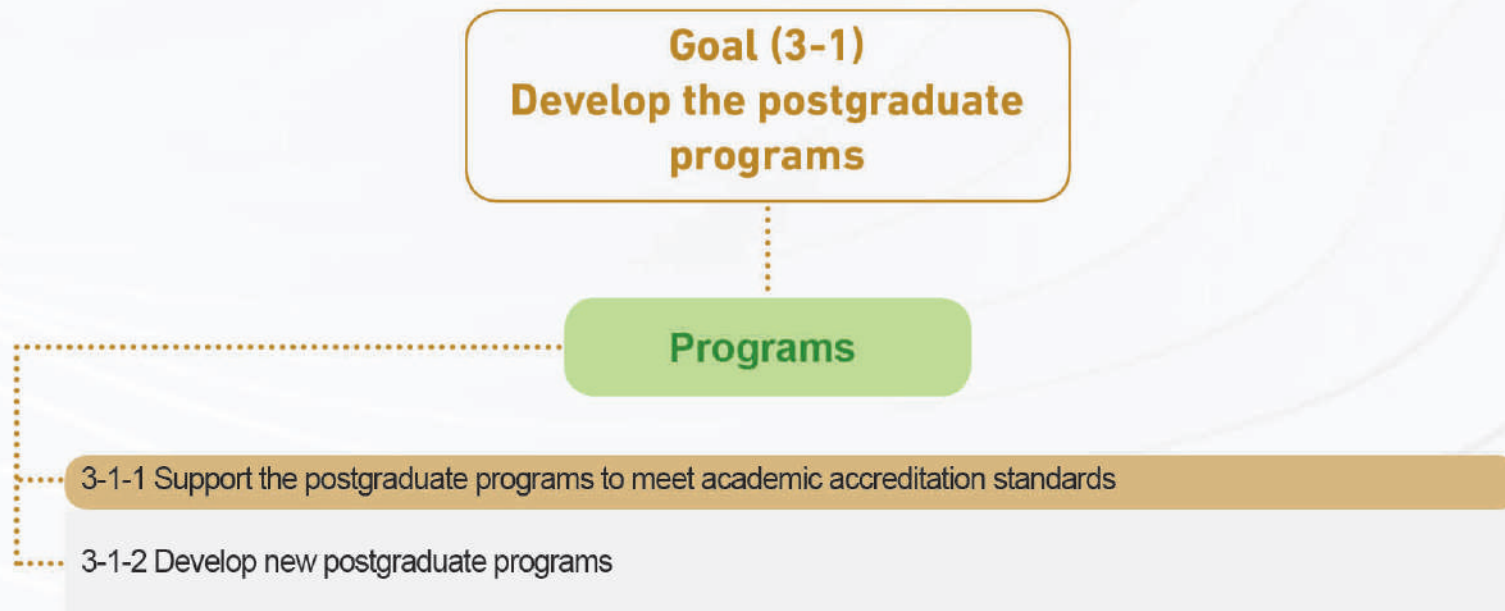 Goal (3-1)
Develop the postgraduate
programs
Programs
3-1-1 Support the postgraduate programs to meet academic accreditation standards
3-1-2 Develop new postgraduate programs